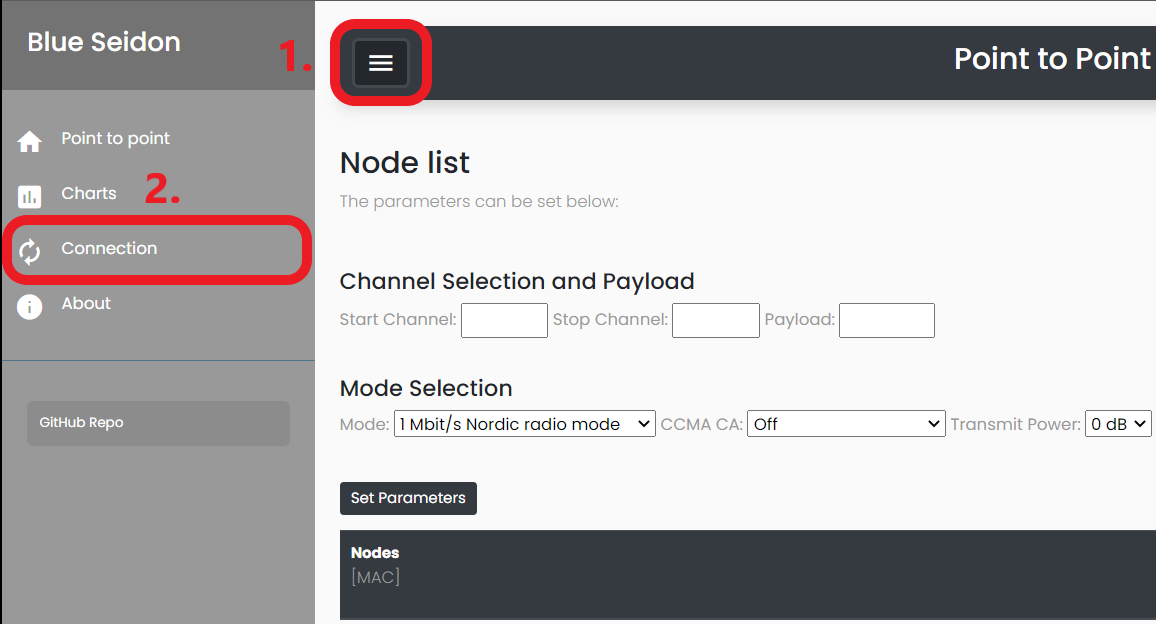 Blue Seidon
1.
Point to Point
Point to point
Charts
2.
Connection
About
GitHub Repo
Node list
The parameters can be set below:
Channel Selection and Payload
Start Channel: Stop Channel: Payload:
Mode Selection
Mode: 1 Mbit/s Nordic radio mode CCMA CA: Off Transmit Power: 0 dB
Set Parameters
Nodes
[MAC]